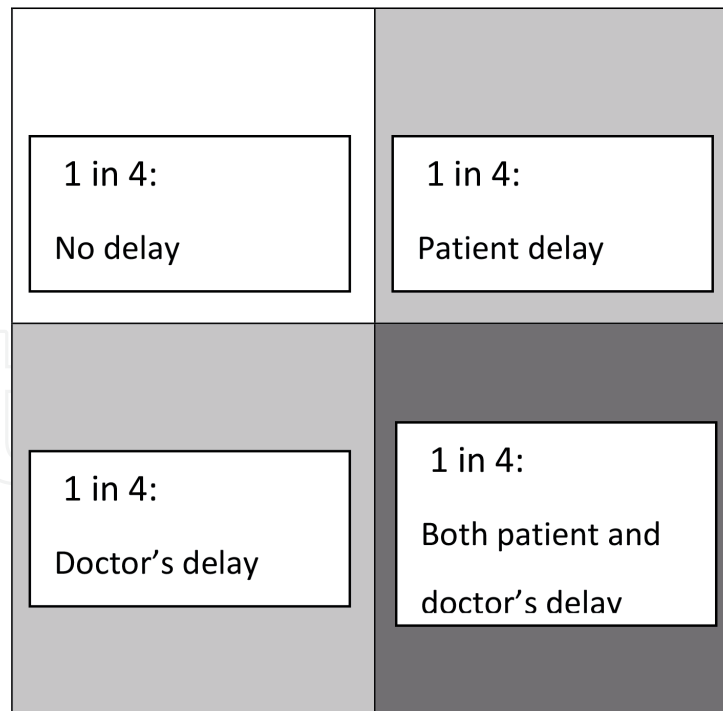 1 in 4:
No delay
1 in 4:
Patient delay
1 in 4:
Doctor’s delay
1 in 4:
Both patient and
doctor’s delay